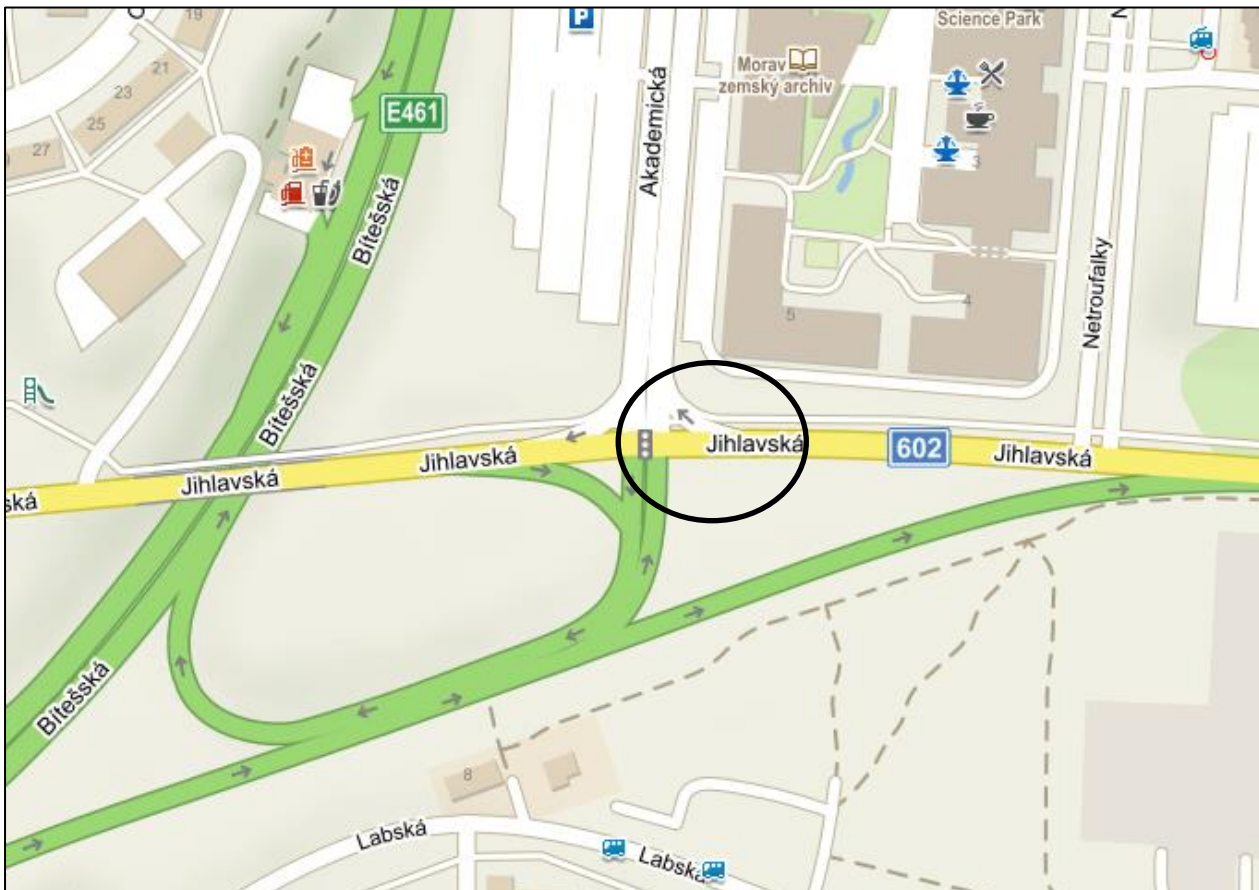 19
21
23
25
27
E461
P
Science Park
Morav
zemský archiv
Akademická
3
4
5
Netroufalky
Bítešská
Bítešská
Bítešská
Jihlavská
Jihlavská
Jihlavská
602
Jihlavská
ská
8
Labská
Labská